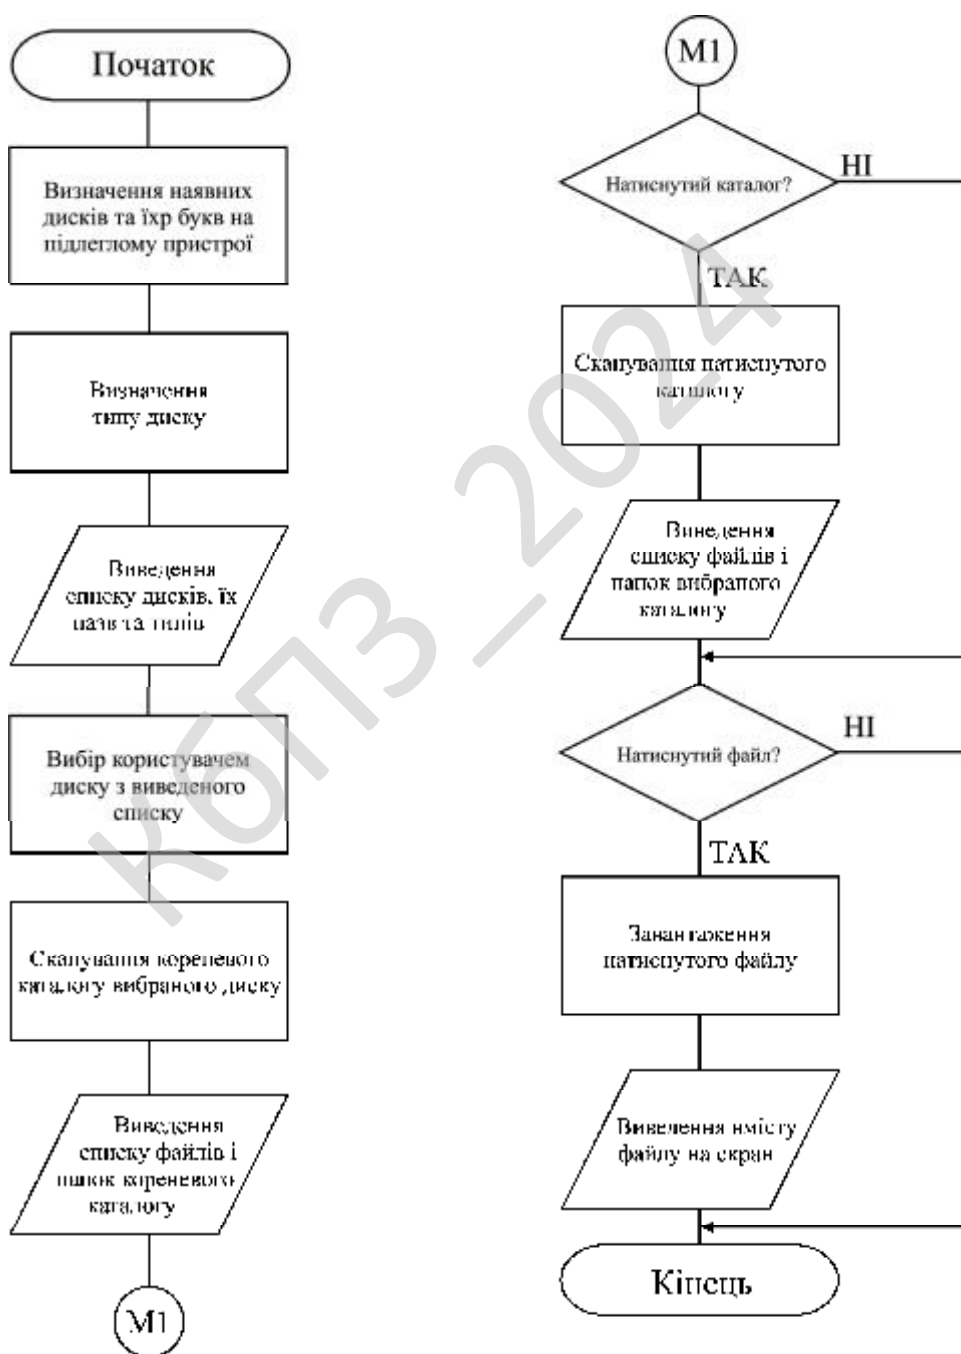 Початок
Визначення наявних
дисків та їхр букв на
підлеглому пристрої
Визначення
типу диску
Виведення
списку дисків, їх
назв та типів
Вибір користувачем
диску з виведеного
списку
Сканування кореневого
каталогу вибраного диску
Виведення
списку файлів і
папок кореневого
каталогу
М1
М1
Натиснутий каталог?
НІ
ТАК
Сканування натиснутого
каталогу
Виведення
списку файлів і
папок вибраного
каталогу
Натиснутий файл?
НІ
ТАК
Завантаження
натиснутого файлу
Виведення вмісту
файлу на екран
Кінець
КБПЗ_2024